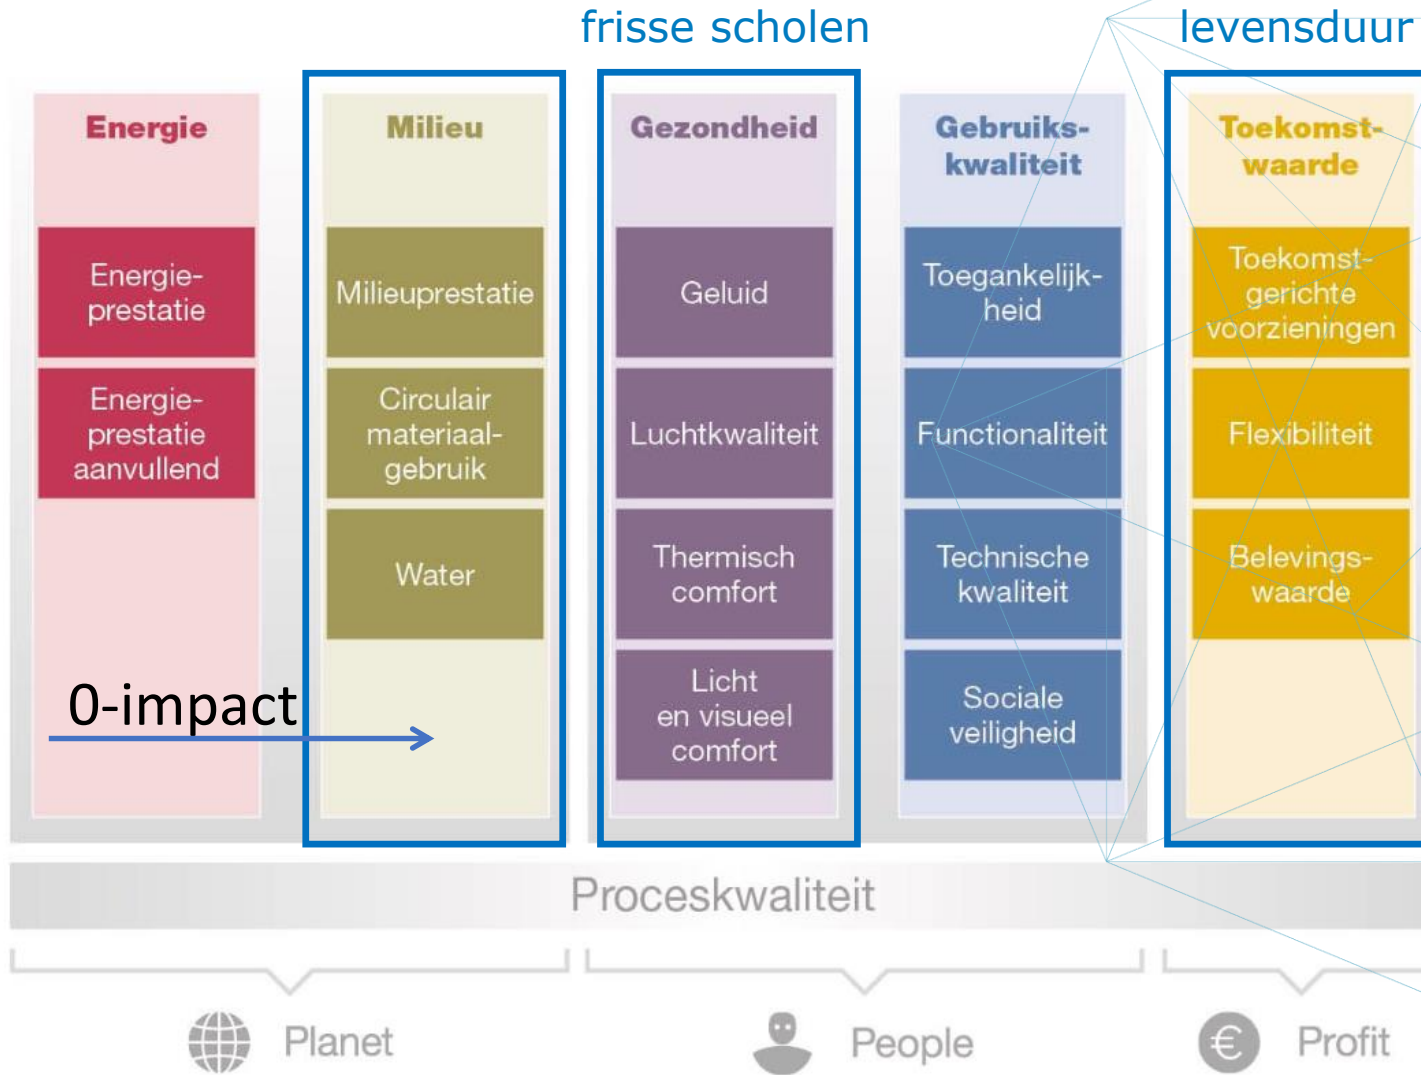 frisse scholen
levensduur
Energie
Energie-
prestatie
Energie-
prestatie
aanvullend
0-impact
Milieu
Milieuprestatie
Circulair
materiaal-
gebruik
Water
Gezondheid
Geluid
Luchtkwaliteit
Thermisch
comfort
Licht
en visueel
comfort
Gebruiks-
kwaliteit
Toegankelijk-
heid
Functionaliteit
Technische
kwaliteit
Sociale
veiligheid
Toekomst-
waarde
Toekomst-
gerichte
voorzieningen
Flexibiliteit
Belevings-
waarde
Proceskwaliteit
Planet
People
€ Profit